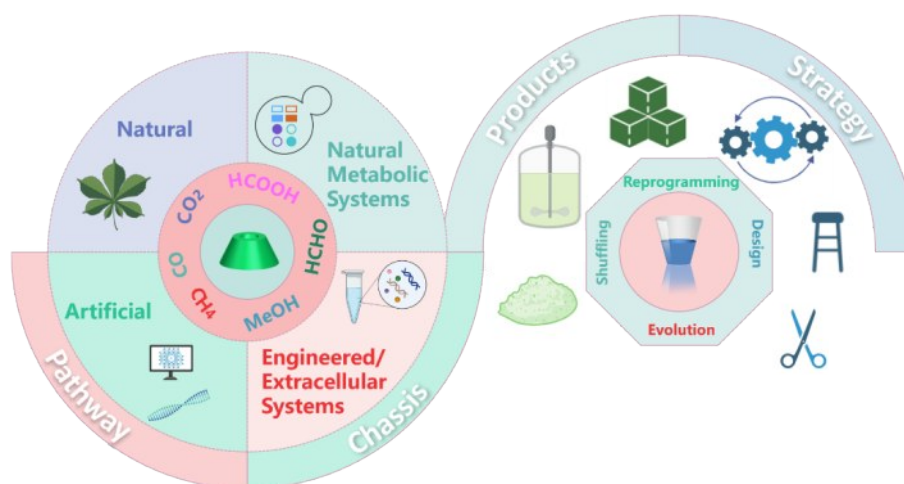 Natural
Natural
Metabolic
Systems
CO2
HCOOH
HCHO
MeOH
CH4
CO
Artificial
Engineered/
Extracellular
Systems
Pathway
Chassis
Products
Strategy
Reprogramming
Shuffling
Design
Evolution